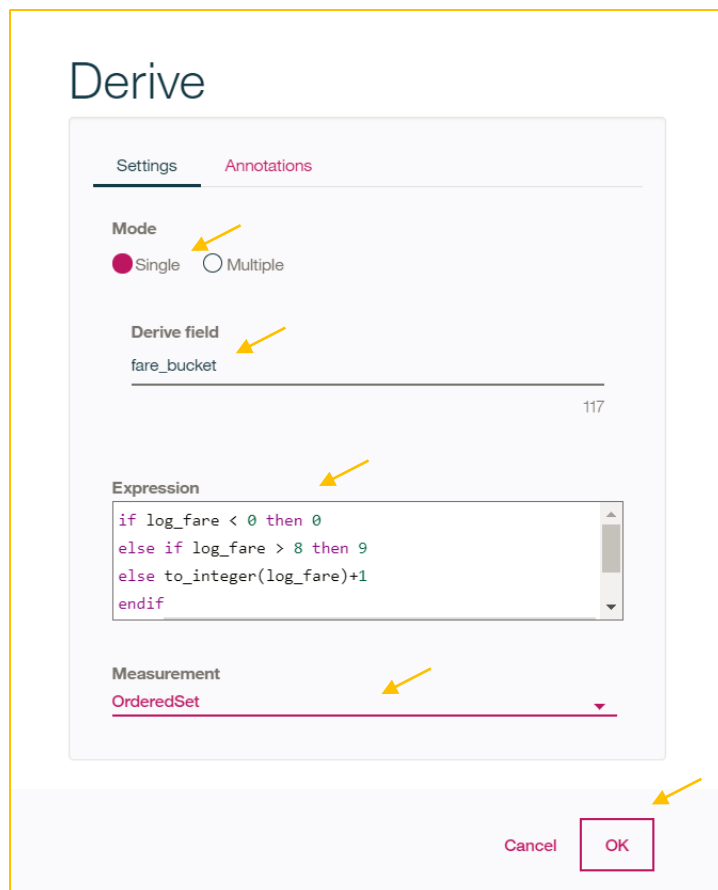 Derive
Settings Annotations
Mode
Single Multiple
Derive field
fare_bucket
117
Expression
if log_fare < 0 then 0
else if log_fare > 8 then 9
else to_integer(log_fare)+1
endif
Measurement
OrderedSet
Cancel OK